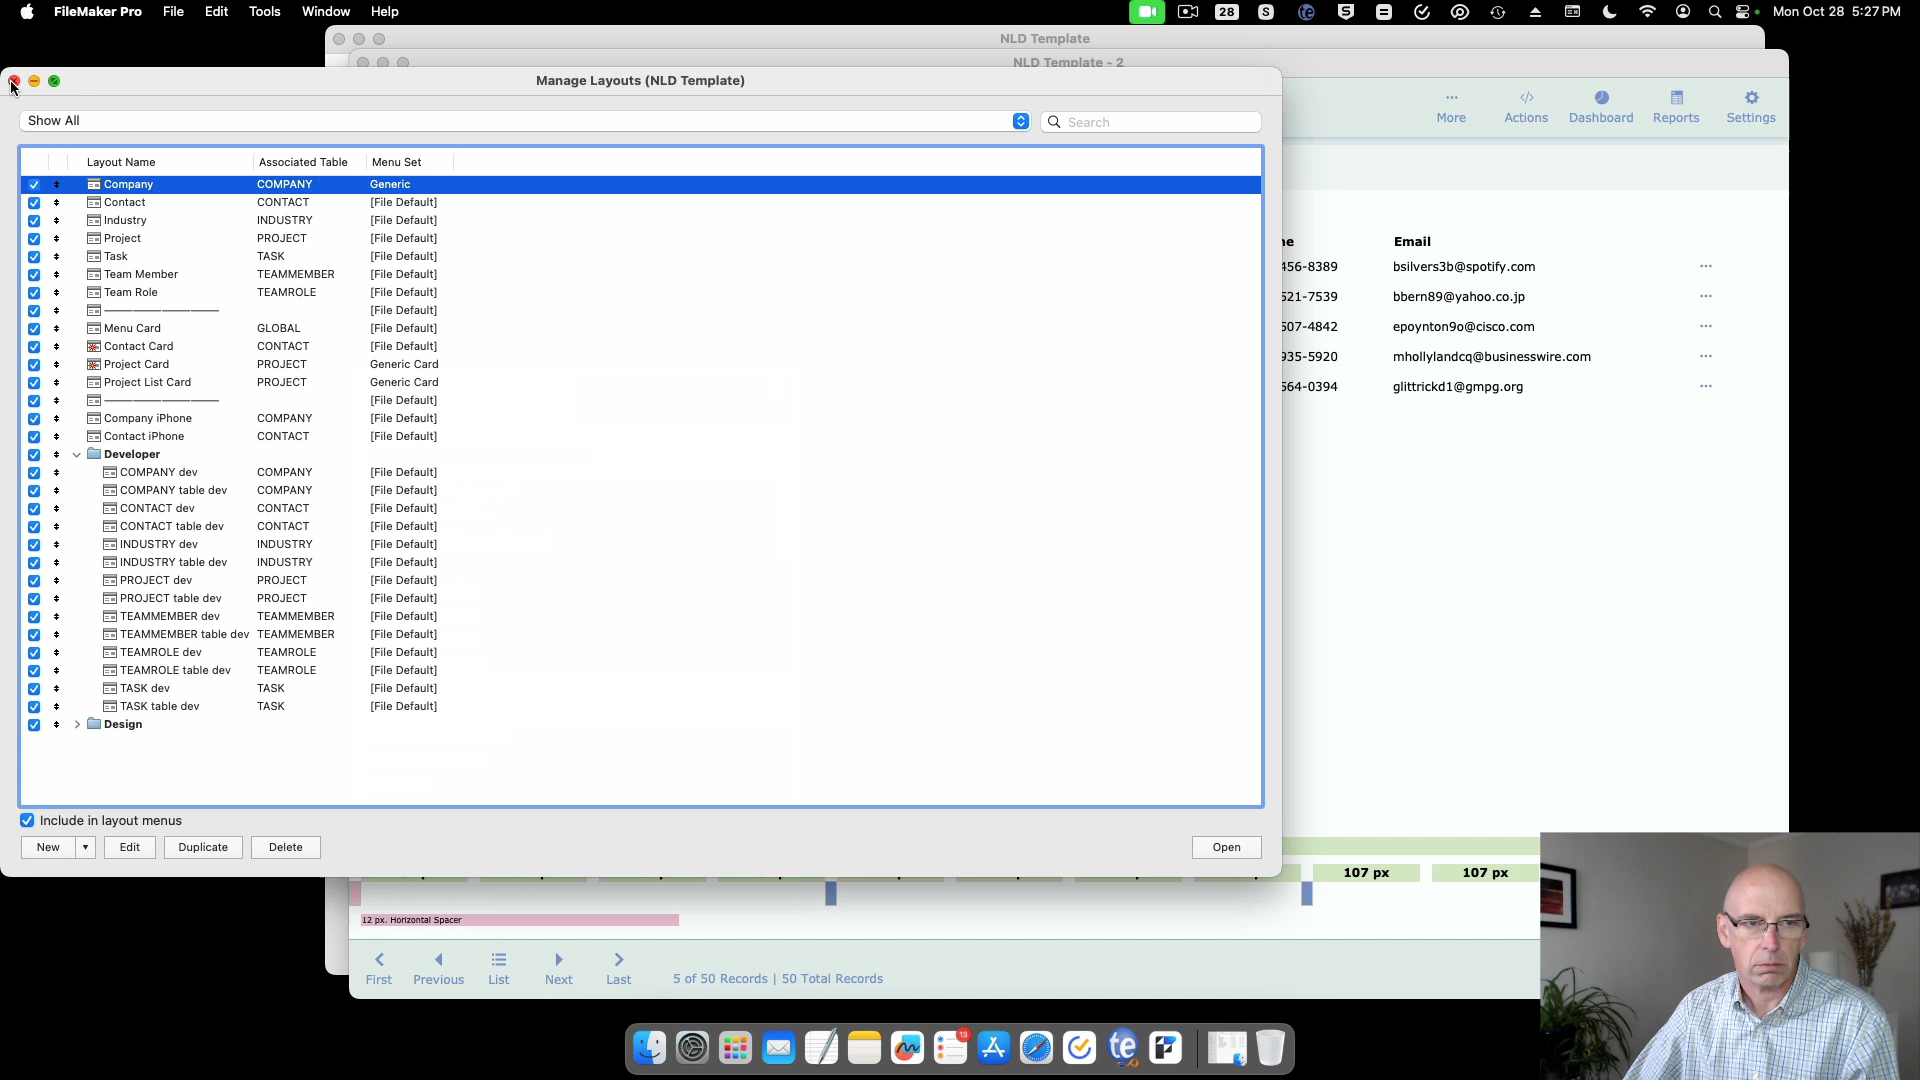 FileMaker Pro File Edit Tools Window Help
28 S te Mon Oct 28 5:27 PM
NLD Template
NLD Template - 2
Manage Layouts (NLD Template)
Show All
Search
More Actions Dashboard Reports Settings
Layout Name Associated Table Menu Set
Company COMPANY Generic
Contact CONTACT [File Default]
Industry INDUSTRY [File Default]
Project PROJECT [File Default]
Task TASK [File Default]
Team Member TEAMMEMBER [File Default]
Team Role TEAMROLE [File Default]
[File Default]
Menu Card GLOBAL [File Default]
Contact Card CONTACT [File Default]
Project Card PROJECT Generic Card
Project List Card PROJECT Generic Card
[File Default]
Company iPhone COMPANY [File Default]
Contact iPhone CONTACT [File Default]
Developer
COMPANY dev COMPANY [File Default]
COMPANY table dev COMPANY [File Default]
CONTACT dev CONTACT [File Default]
CONTACT table dev CONTACT [File Default]
INDUSTRY dev INDUSTRY [File Default]
INDUSTRY table dev INDUSTRY [File Default]
PROJECT dev PROJECT [File Default]
PROJECT table dev PROJECT [File Default]
TEAMMEMBER dev TEAMMEMBER [File Default]
TEAMMEMBER table dev TEAMMEMBER [File Default]
TEAMROLE dev TEAMROLE [File Default]
TEAMROLE table dev TEAMROLE [File Default]
TASK dev TASK [File Default]
TASK table dev TASK [File Default]
Design
Include in layout menus
New Edit Duplicate Delete Open
Email
456-8389 bsilvers3b@spotify.com
521-7539 bbern89@yahoo.co.jp
507-4842 epoynton9o@cisco.com
935-5920 mhollylandcq@businesswire.com
564-0394 glittrickd1@gmpg.org
107 px 107 px
12 px. Horizontal Spacer
First Previous List Next Last 5 of 50 Records | 50 Total Records
13
te